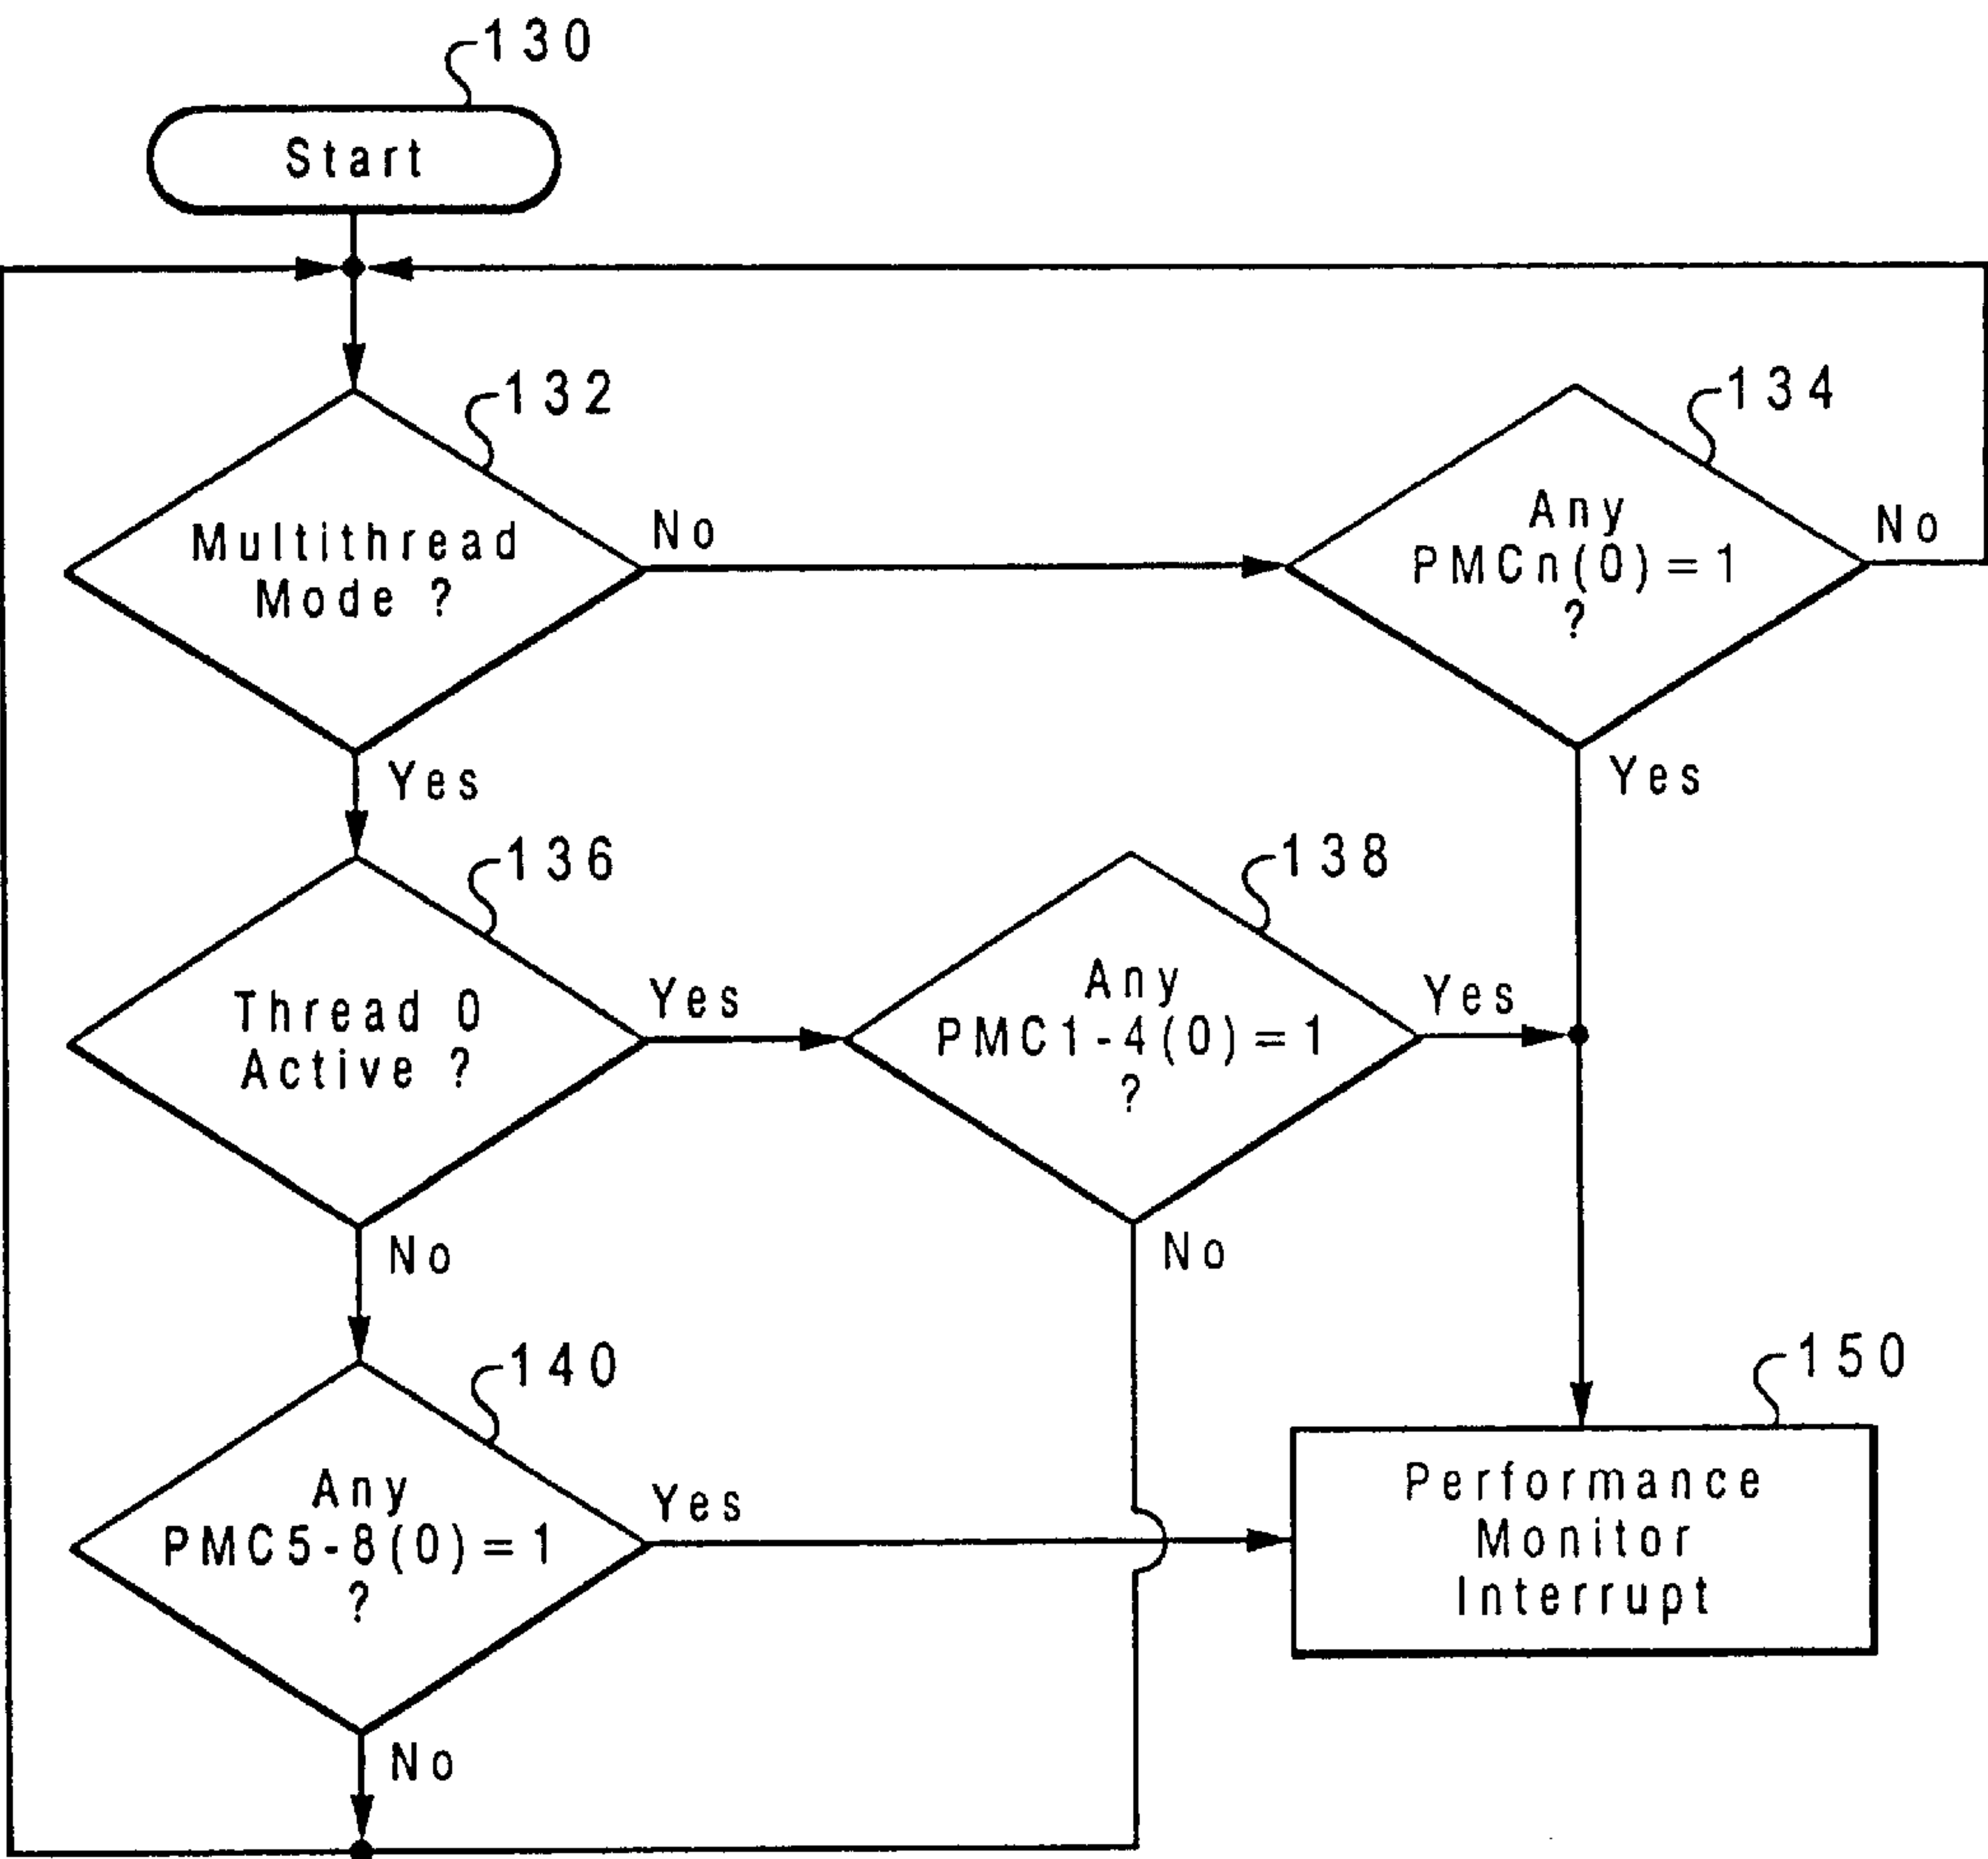 130
Start
132
Multithread
Mode ?
No
Yes
134
Any
PMCn(0)=1
?
No
Yes
136
Thread 0
Active ?
Yes
No
138
Any
PMC1-4(0)=1
?
Yes
No
140
Any
PMC5-8(0)=1
?
Yes
No
150
Performance
Monitor
Interrupt